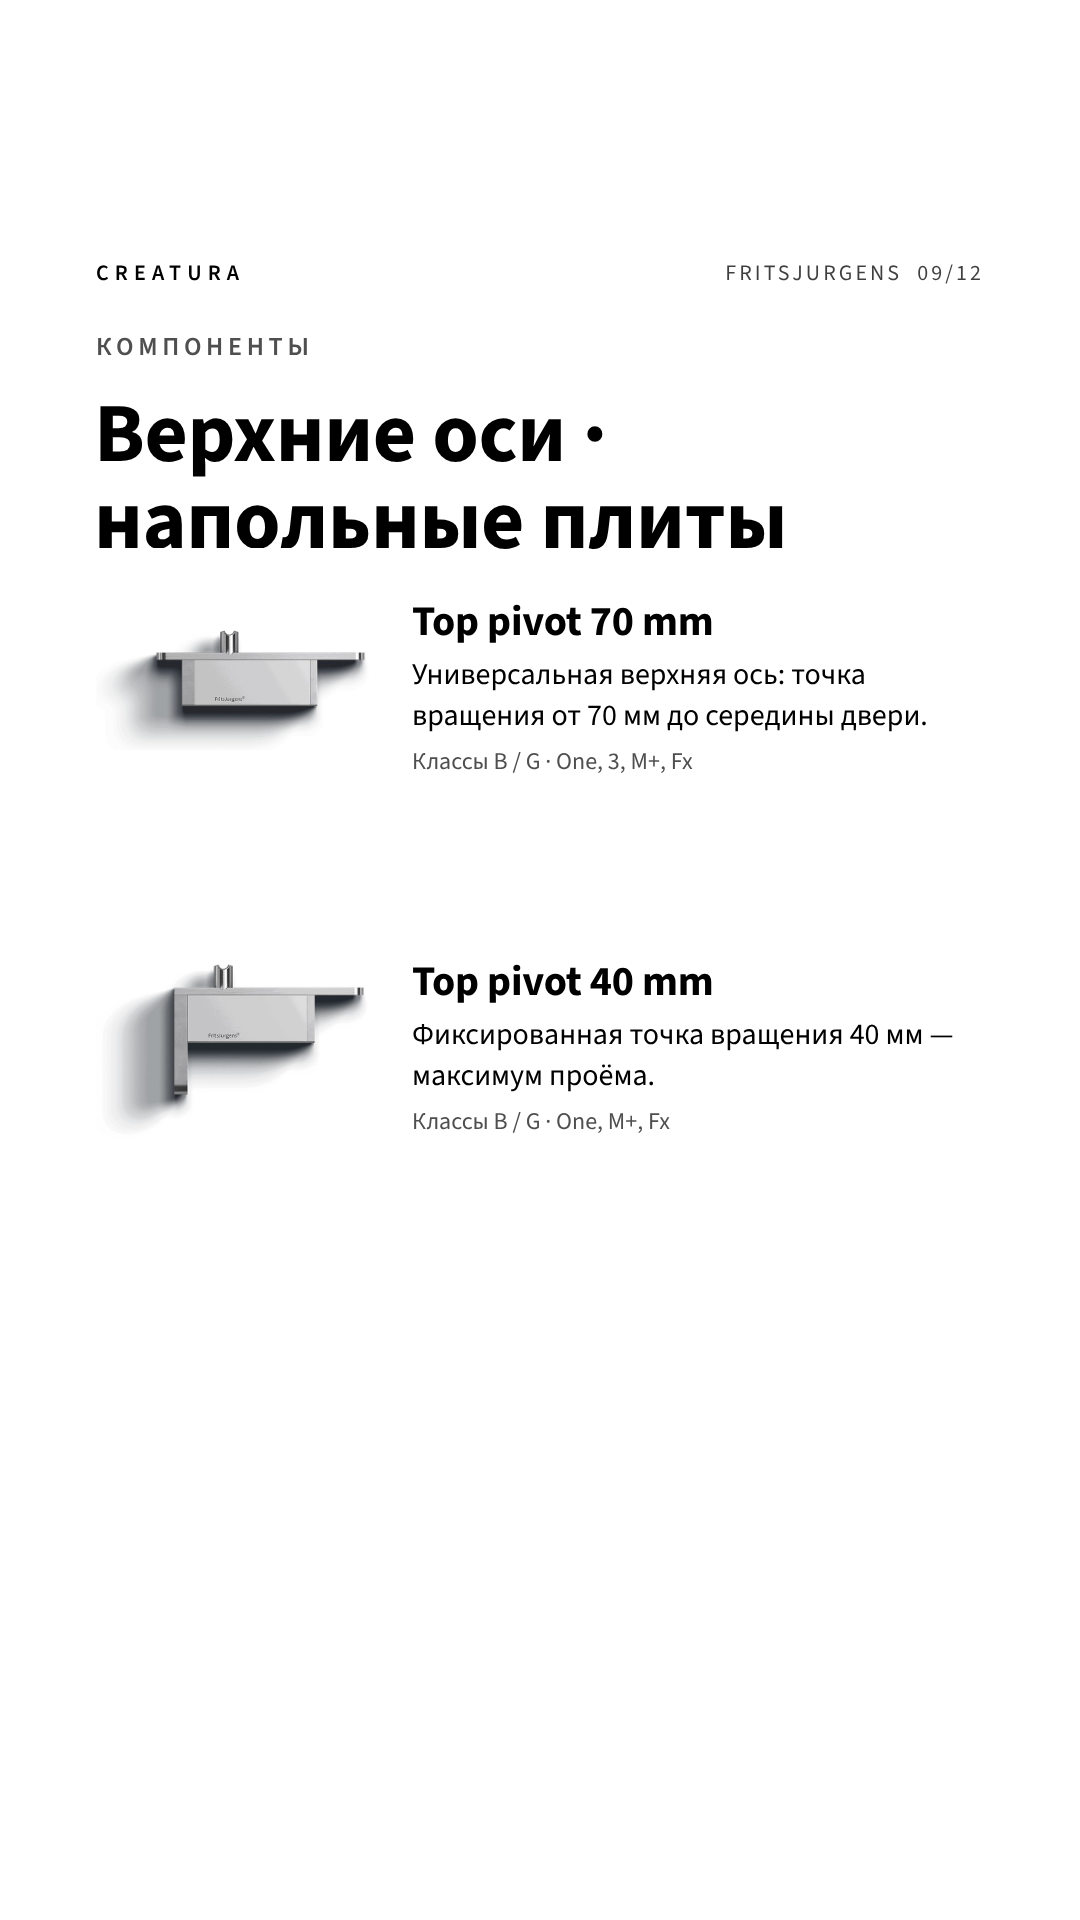 CREATURA
FRITSJURGENS 09/12
КОМПОНЕНТЫ
Верхние оси ·
напольные плиты
Top pivot 70 mm
Универсальная верхняя ось: точка
вращения от 70 мм до середины двери.
Классы B / G · One, 3, M+, Fx
FritsJurgens®
Top pivot 40 mm
Фиксированная точка вращения 40 мм —
максимум проёма.
Классы B / G · One, M+, Fx
FritsJurgens®